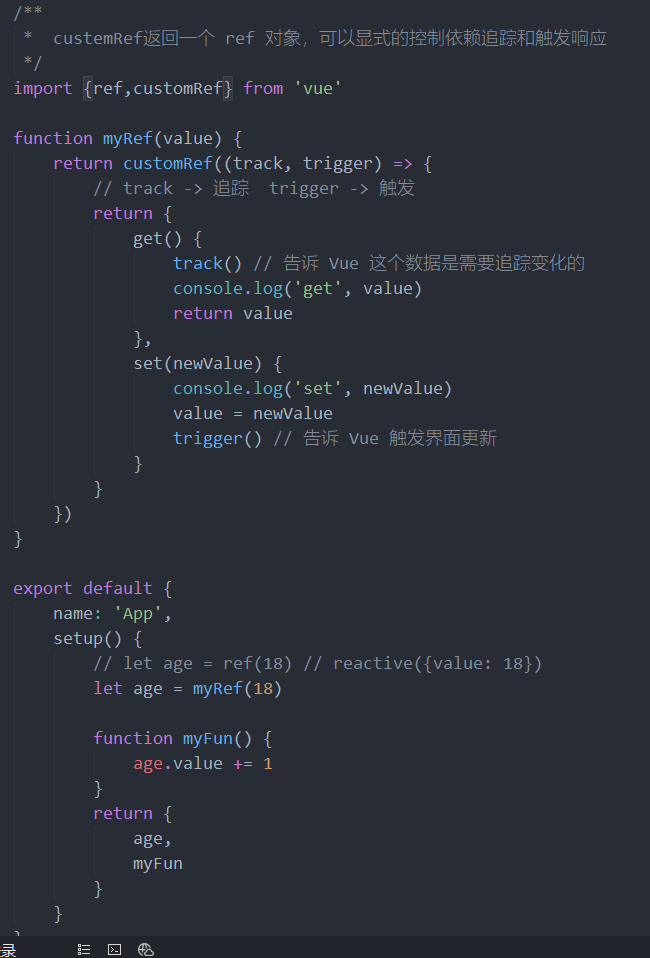 /**
 *  custemRef返回一个 ref 对象，可以显式的控制依赖追踪和触发响应
 */
import {ref,customRef} from 'vue'

function myRef(value) {
    return customRef((track, trigger) => {
        // track -> 追踪  trigger -> 触发
        return {
            get() {
                track() // 告诉 Vue 这个数据是需要追踪变化的
                console.log('get', value)
                return value
            },
            set(newValue) {
                console.log('set', newValue)
                value = newValue
                trigger() // 告诉 Vue 触发界面更新
            }
        }
    })
}

export default {
    name: 'App',
    setup() {
        // let age = ref(18) // reactive({value: 18})
        let age = myRef(18)

        function myFun() {
            age.value += 1
        }
        return {
            age,
            myFun
        }
    }
}
录